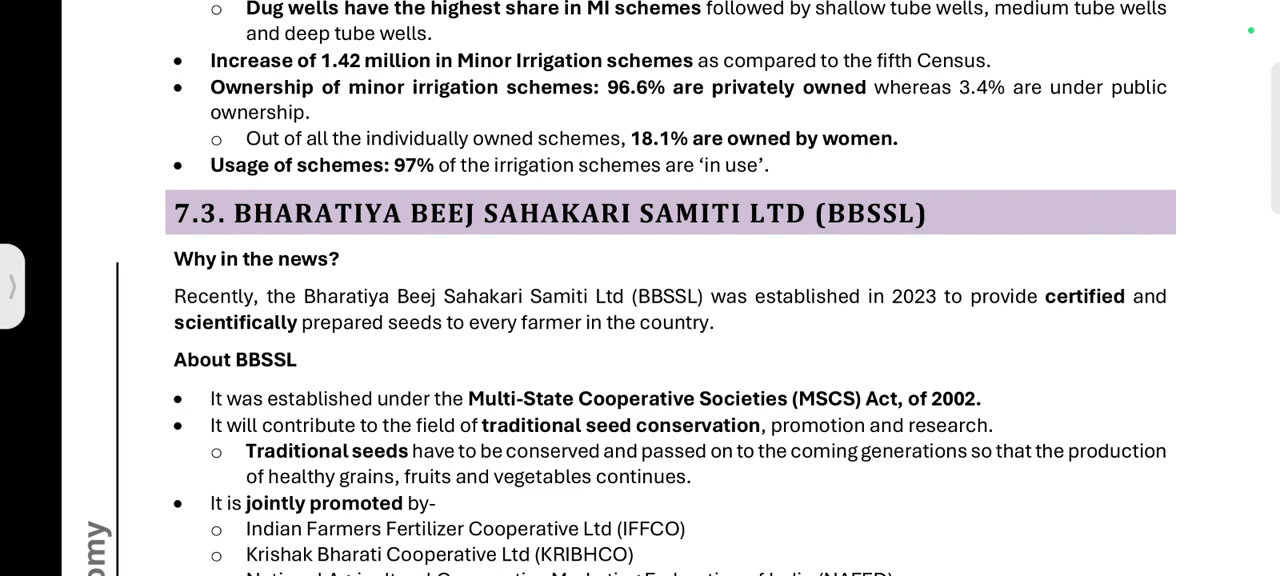 ○ Dug wells have the highest share in MI schemes followed by shallow tube wells, medium tube wells
and deep tube wells.
• Increase of 1.42 million in Minor Irrigation schemes as compared to the fifth Census.
• Ownership of minor irrigation schemes: 96.6% are privately owned whereas 3.4% are under public
ownership.
○ Out of all the individually owned schemes, 18.1% are owned by women.
• Usage of schemes: 97% of the irrigation schemes are ‘in use’.
7.3. BHARATIYA BEEJ SAHAKARI SAMITI LTD (BBSSL)
Why in the news?
Recently, the Bharatiya Beej Sahakari Samiti Ltd (BBSSL) was established in 2023 to provide certified and
scientifically prepared seeds to every farmer in the country.
About BBSSL
• It was established under the Multi-State Cooperative Societies (MSCS) Act, of 2002.
• It will contribute to the field of traditional seed conservation, promotion and research.
○ Traditional seeds have to be conserved and passed on to the coming generations so that the production
of healthy grains, fruits and vegetables continues.
• It is jointly promoted by-
○ Indian Farmers Fertilizer Cooperative Ltd (IFFCO)
○ Krishak Bharati Cooperative Ltd (KRIBHCO)
omy